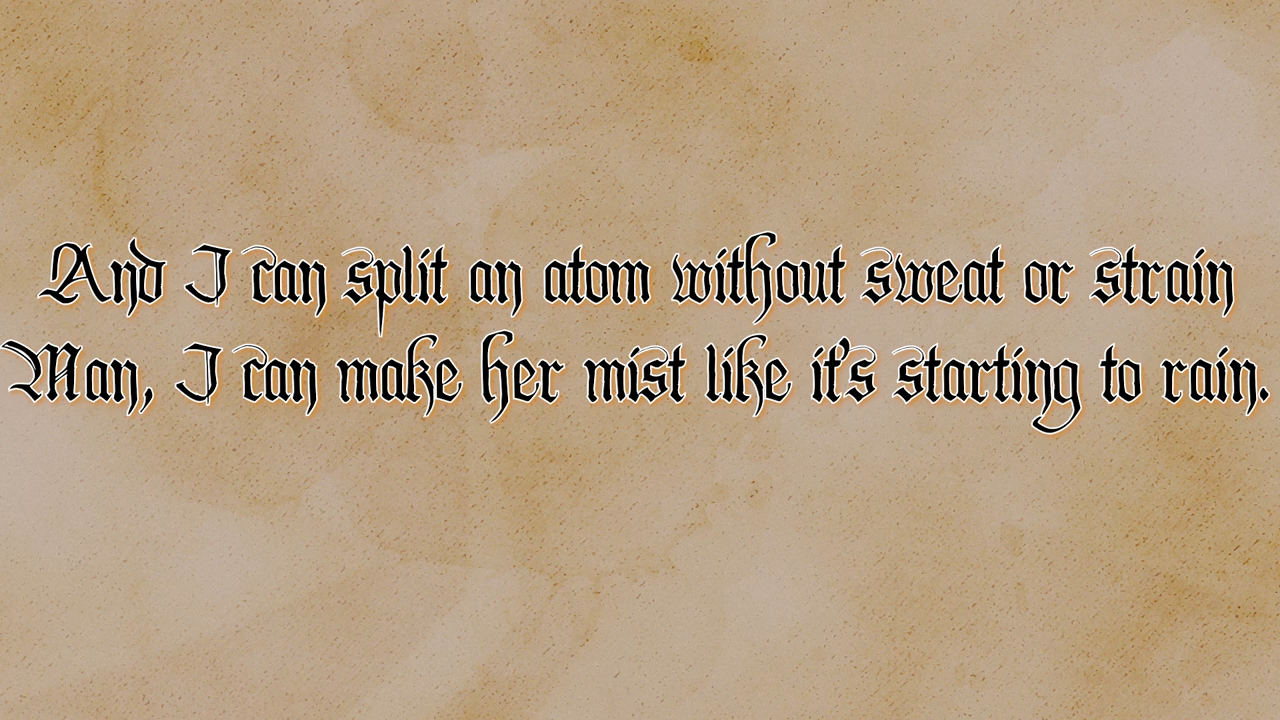 And I can split an atom without sweat or strain
Man, I can make her mist like it's starting to rain.